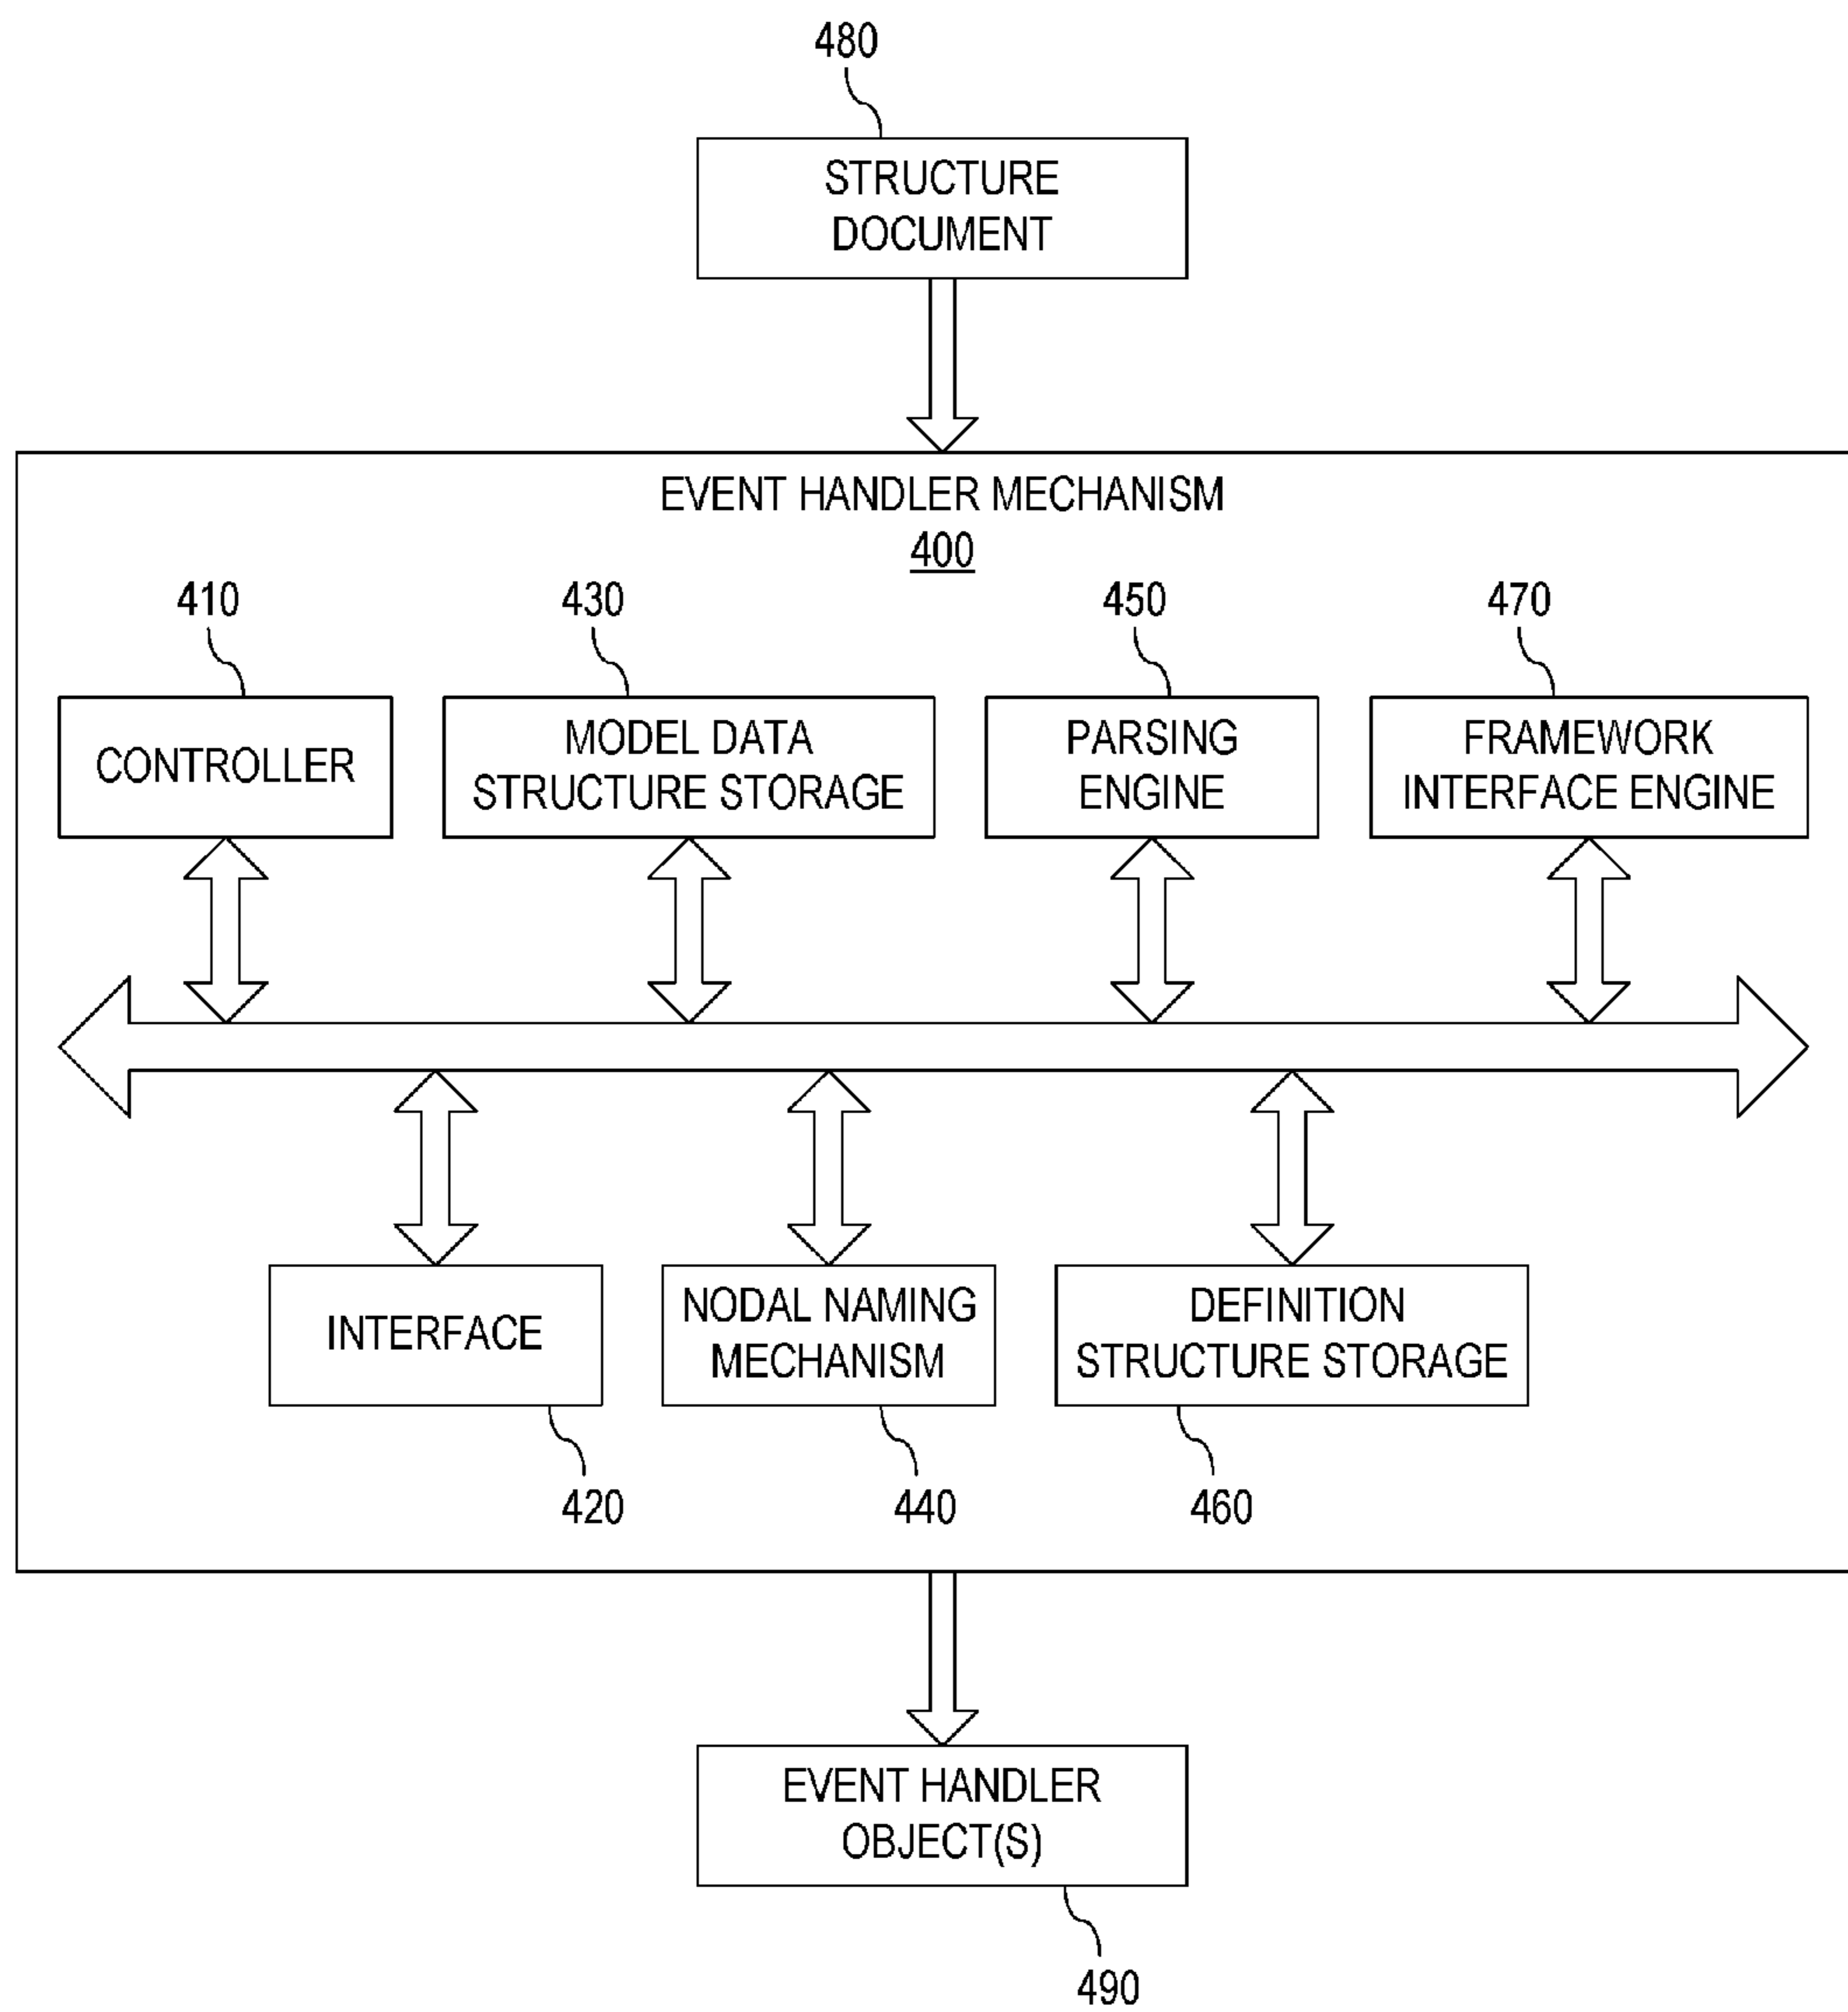 480
STRUCTURE
DOCUMENT
EVENT HANDLER MECHANISM
400
410
430
450
470
CONTROLLER
MODEL DATA
STRUCTURE STORAGE
PARSING
ENGINE
FRAMEWORK
INTERFACE ENGINE
INTERFACE
NODAL NAMING
MECHANISM
DEFINITION
STRUCTURE STORAGE
420
440
460
EVENT HANDLER
OBJECT(S)
490